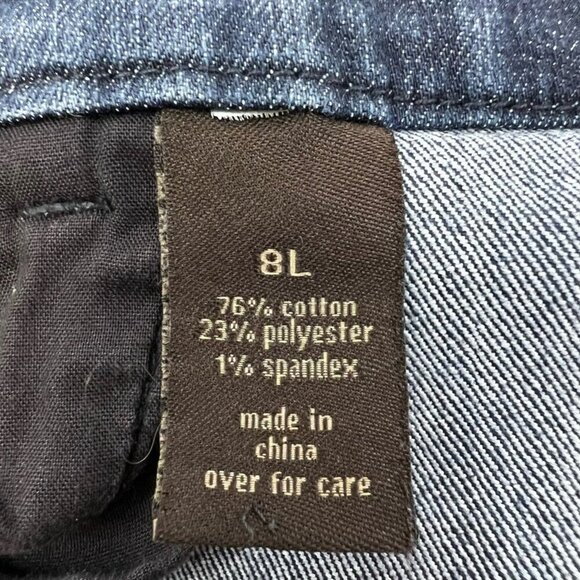 8L
76% cotton
23% polyester
1% spandex
made in
china
over for care